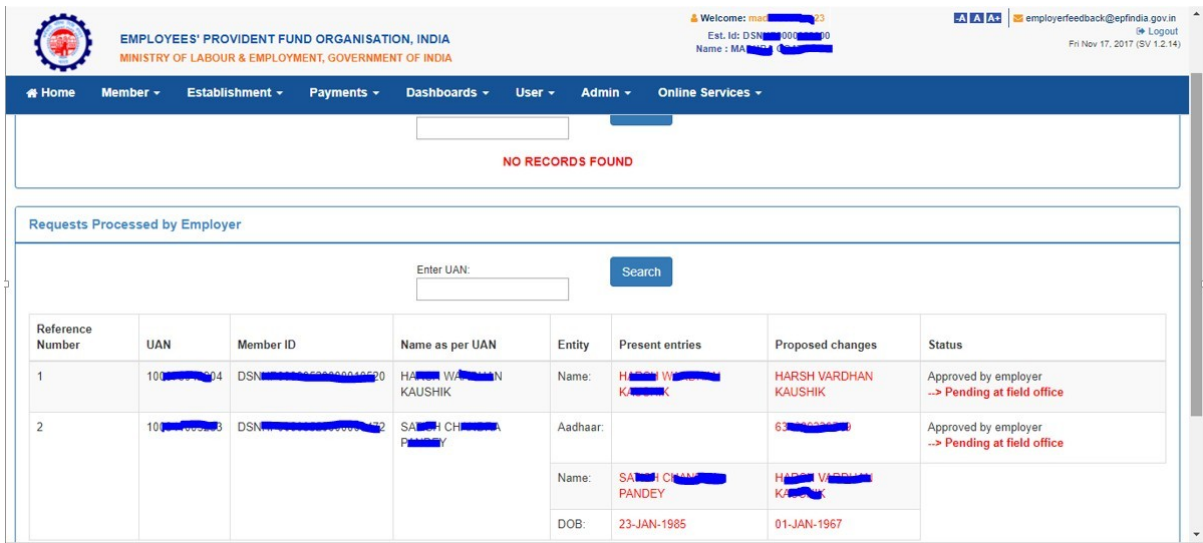 Welcome: mad 23
-A A A+ employerfeedback@epfindia.gov.in
EMPLOYEES' PROVIDENT FUND ORGANISATION, INDIA
Est. Id: DSN
Logout
MINISTRY OF LABOUR & EMPLOYMENT, GOVERNMENT OF INDIA
Name : MA
Fri Nov 17, 2017 (SV 1.2.14)
Home Member Establishment Payments Dashboards User Admin Online Services
NO RECORDS FOUND
Requests Processed by Employer
Enter UAN:
Search
Reference Number UAN Member ID Name as per UAN Entity Present entries Proposed changes Status
1 Name: HARSH VARDHAN Approved by employer
KAUSHIK KAUSHIK --> Pending at field office
2 Aadhaar: Approved by employer
--> Pending at field office
Name:
PANDEY
DOB: 23-JAN-1985 01-JAN-1967